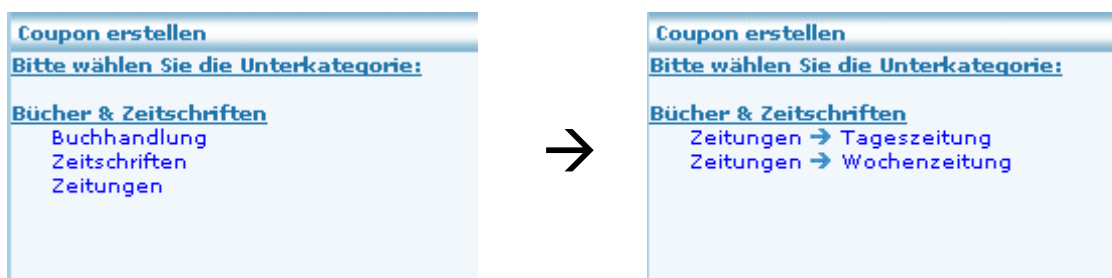 Coupon erstellen
Bitte wählen Sie die Unterkategorie:
Bücher & Zeitschriften
Buchhandlung
Zeitschriften
Zeitungen
→
Coupon erstellen
Bitte wählen Sie die Unterkategorie:
Bücher & Zeitschriften
Zeitungen → Tageszeitung
Zeitungen → Wochenzeitung